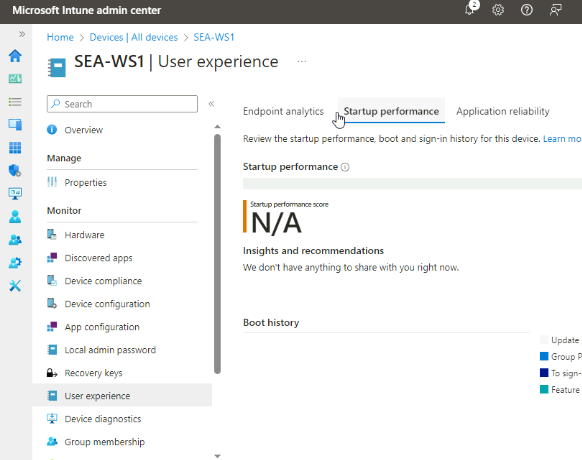 Microsoft Intune admin center
2
Home > Devices | All devices > SEA-WS1
SEA-WS1 | User experience ...
Search
Overview
Manage
Properties
Monitor
Hardware
Discovered apps
Device compliance
Device configuration
App configuration
Local admin password
Recovery keys
User experience
Device diagnostics
Group membership
Endpoint analytics Startup performance Application reliability
Review the startup performance, boot and sign-in history for this device. Learn mo
Startup performance
Startup performance score
N/A
Insights and recommendations
We don't have anything to share with you right now.
Boot history
Update
Group P
To sign-
Feature